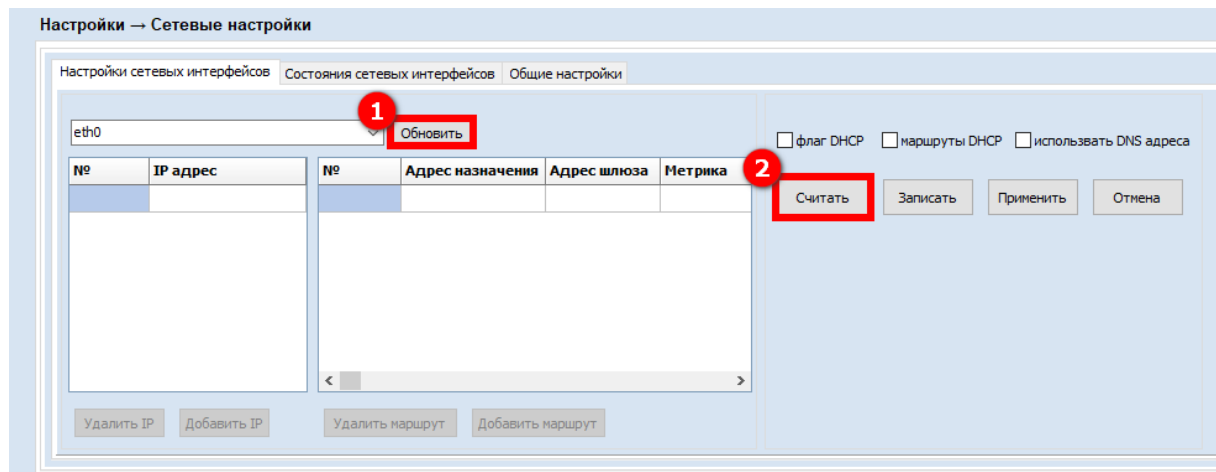 Настройки → Сетевые настройки
Настройки сетевых интерфейсов Состояния сетевых интерфейсов Общие настройки
1
eth0 Обновить
флаг DHCP маршруты DHCP использвать DNS адреса
№ IP адрес № Адрес назначения Адрес шлюза Метрика
2
Считать Записать Применить Отмена
Удалить IP Добавить IP Удалить маршрут Добавить маршрут